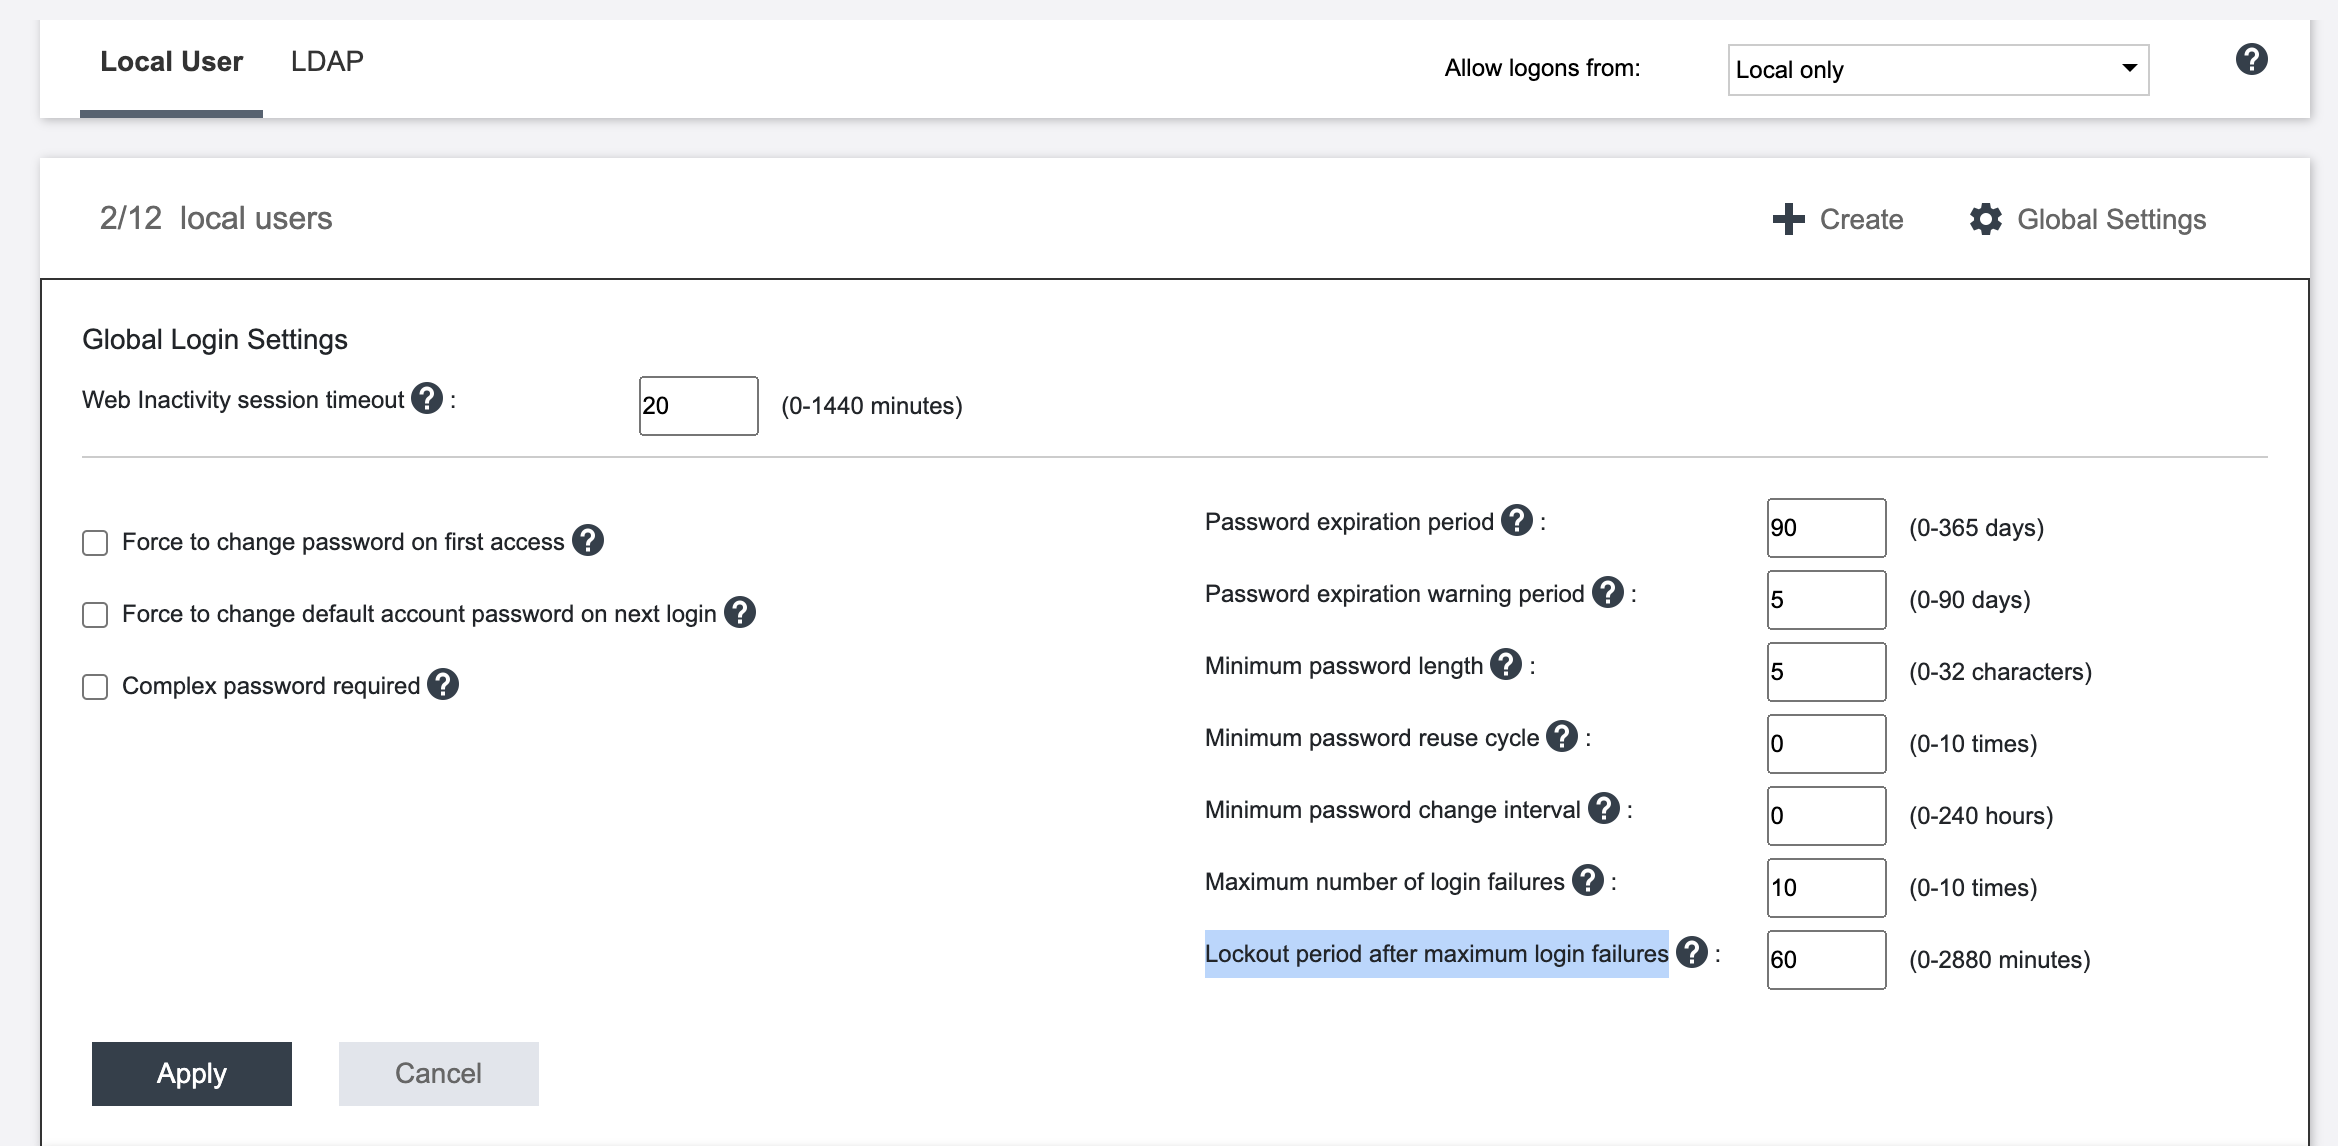 Local User LDAP Allow logons from: Local only
2/12 local users Create Global Settings
Global Login Settings
Web Inactivity session timeout ? : 20 (0-1440 minutes)
Force to change password on first access ?
Force to change default account password on next login ?
Complex password required ?
Password expiration period ? : 90 (0-365 days)
Password expiration warning period ? : 5 (0-90 days)
Minimum password length ? : 5 (0-32 characters)
Minimum password reuse cycle ? : 0 (0-10 times)
Minimum password change interval ? : 0 (0-240 hours)
Maximum number of login failures ? : 10 (0-10 times)
Lockout period after maximum login failures ? : 60 (0-2880 minutes)
Apply Cancel